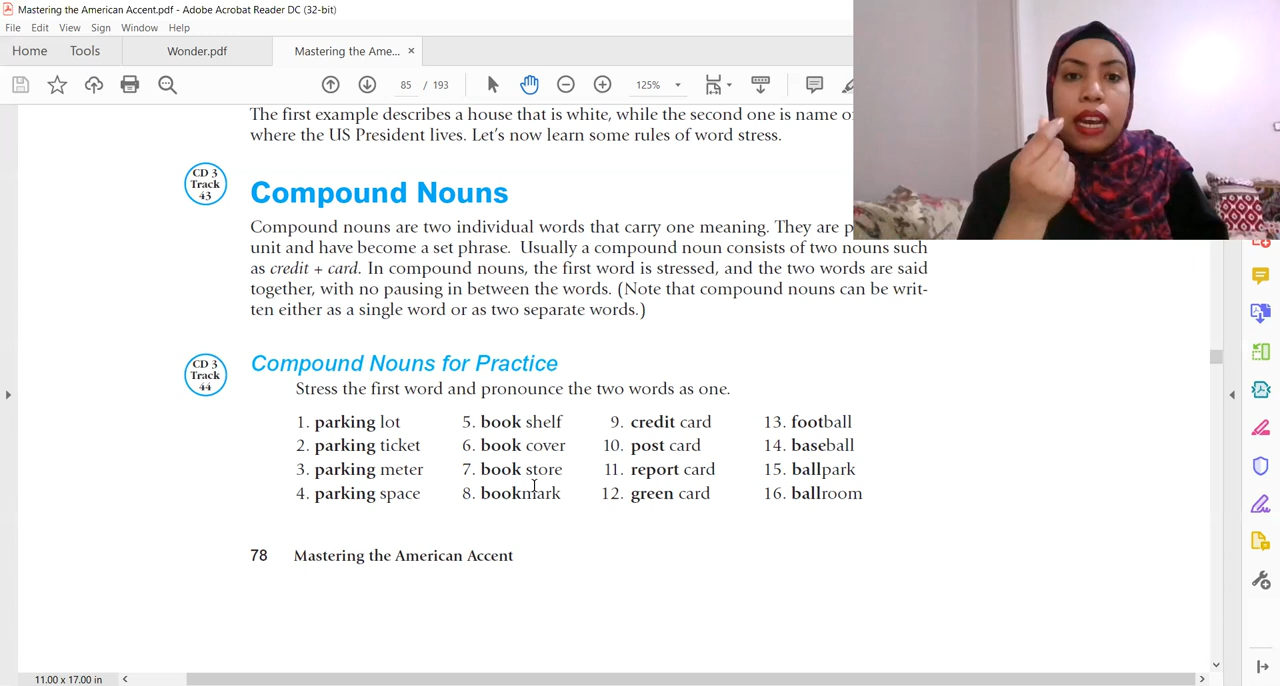 Mastering the American Accent.pdf - Adobe Acrobat Reader DC (32-bit)
File Edit View Sign Window Help
Home Tools Wonder.pdf Mastering the Ame... ×
85 / 193 125%
The first example describes a house that is white, while the second one is name
where the US President lives. Let's now learn some rules of word stress.
CD 3
Track
43
Compound Nouns
Compound nouns are two individual words that carry one meaning. They are
unit and have become a set phrase. Usually a compound noun consists of two nouns such
as credit + card. In compound nouns, the first word is stressed, and the two words are said
together, with no pausing in between the words. (Note that compound nouns can be writ-
ten either as a single word or as two separate words.)
CD 3
Track
44
Compound Nouns for Practice
Stress the first word and pronounce the two words as one.
1. parking lot 5. book shelf 9. credit card 13. football
2. parking ticket 6. book cover 10. post card 14. baseball
3. parking meter 7. book store 11. report card 15. ballpark
4. parking space 8. bookmark 12. green card 16. ballroom
78 Mastering the American Accent
11.00 x 17.00 in